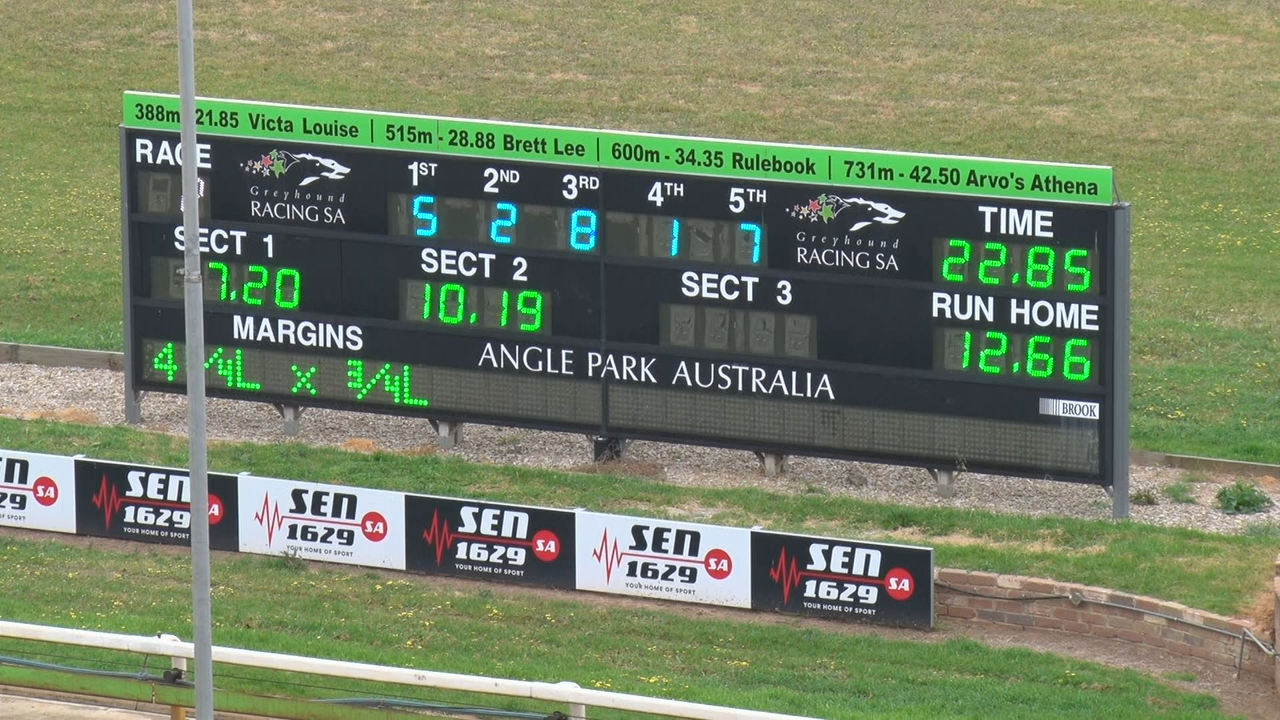 388m 21.85 Victa Louise | 515m - 28.88 Brett Lee | 600m - 34.35 Rulebook | 731m - 42.50 Arvo's Athena
RACE
Greyhound
RACING SA
1ST 2ND 3RD 4TH 5TH
5 2 8 1 7
Greyhound
RACING SA
TIME
22.85
SECT 1
7.20
SECT 2
10.19
SECT 3
RUN HOME
12.66
MARGINS
4 L x 3/4L
ANGLE PARK AUSTRALIA
BROOK
EN
29 SA
SEN
1629 SA
YOUR HOME OF SPORT
SEN
1629 SA
YOUR HOME OF SPORT
SEN
1629 SA
YOUR HOME OF SPORT
SEN
1629 SA
YOUR HOME OF SPORT
SEN
1629 SA
YOUR HOME OF SPORT